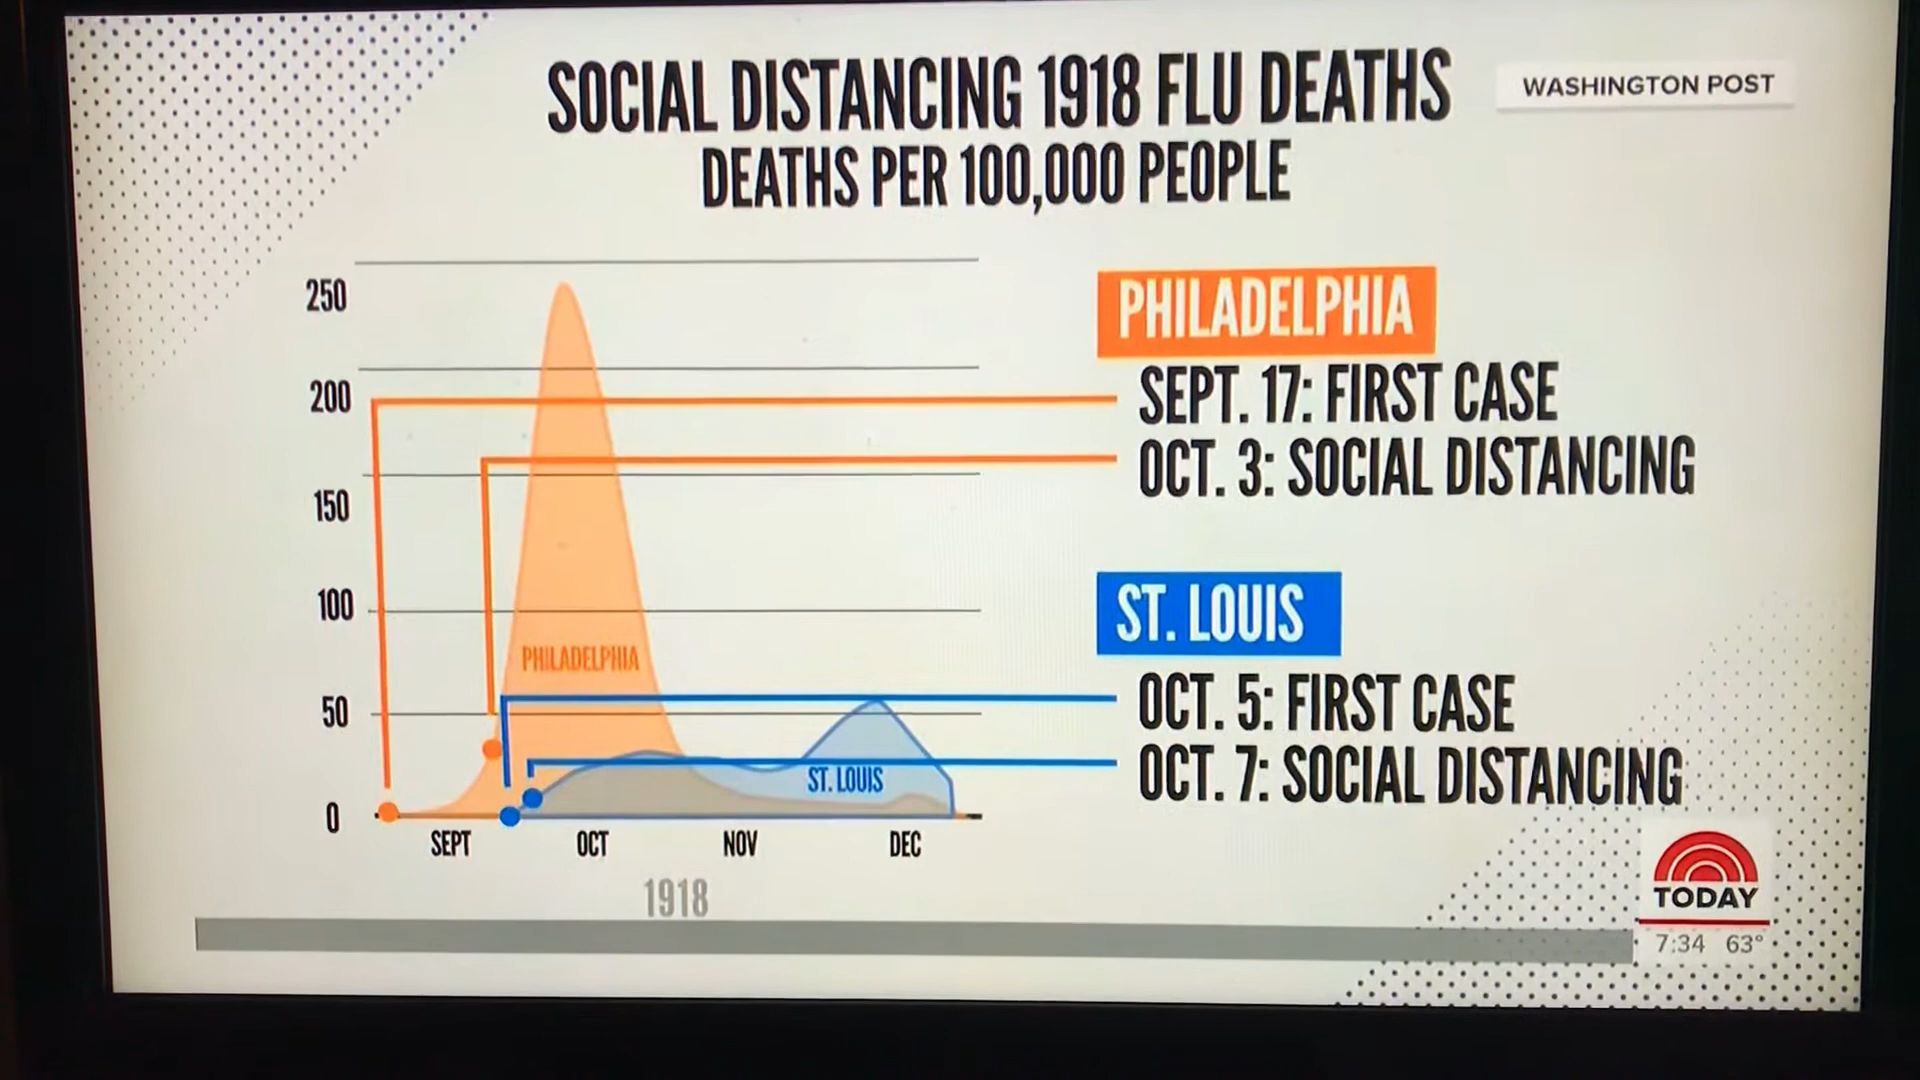 SOCIAL DISTANCING 1918 FLU DEATHS
WASHINGTON POST
DEATHS PER 100,000 PEOPLE
250
200
150
100
50
0
PHILADELPHIA
ST. LOUIS
SEPT OCT NOV DEC
1918
PHILADELPHIA
SEPT. 17: FIRST CASE
OCT. 3: SOCIAL DISTANCING
ST. LOUIS
OCT. 5: FIRST CASE
OCT. 7: SOCIAL DISTANCING
TODAY
7:34 63°